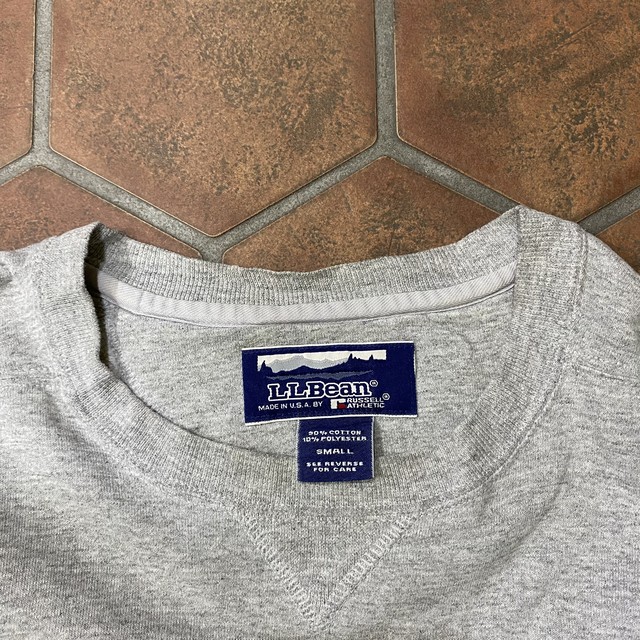 L.L.Bean®
MADE IN U.S.A. BY RUSSELL ATHLETIC®
90% COTTON
10% POLYESTER
SMALL
SEE REVERSE
FOR CARE